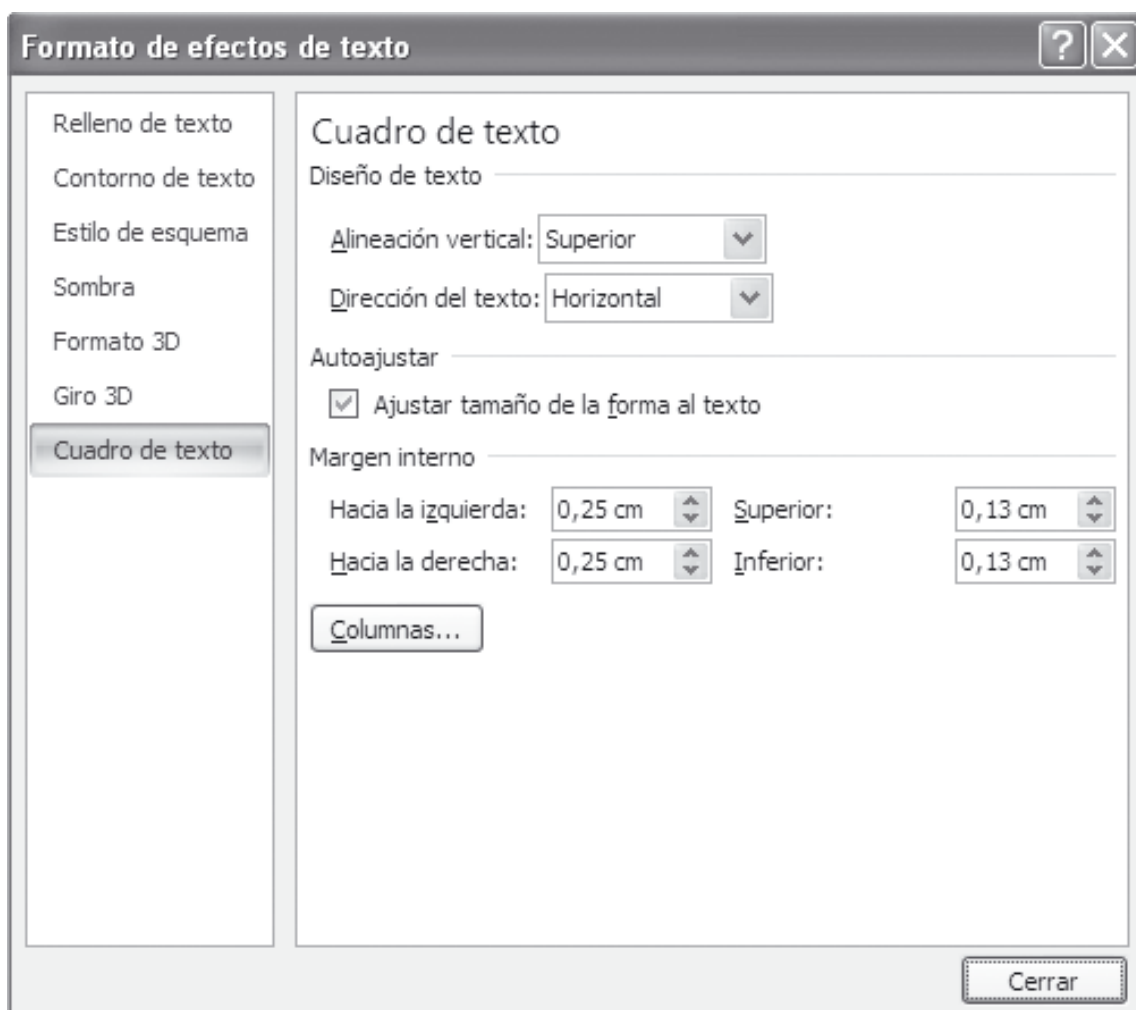 Formato de efectos de texto
Relleno de texto
Contorno de texto
Estilo de esquema
Sombra
Formato 3D
Giro 3D
Cuadro de texto
Cuadro de texto
Diseño de texto
Alineación vertical: Superior
Dirección del texto: Horizontal
Autoajustar
Ajustar tamaño de la forma al texto
Margen interno
Hacia la izquierda: 0,25 cm Superior: 0,13 cm
Hacia la derecha: 0,25 cm Inferior: 0,13 cm
Columnas...
Cerrar